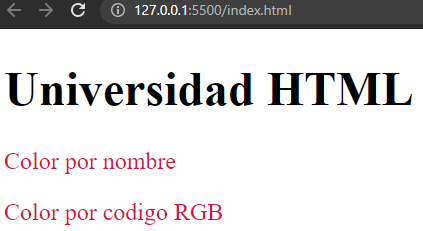 127.0.0.1:5500/index.html
Universidad HTML
Color por nombre
Color por codigo RGB